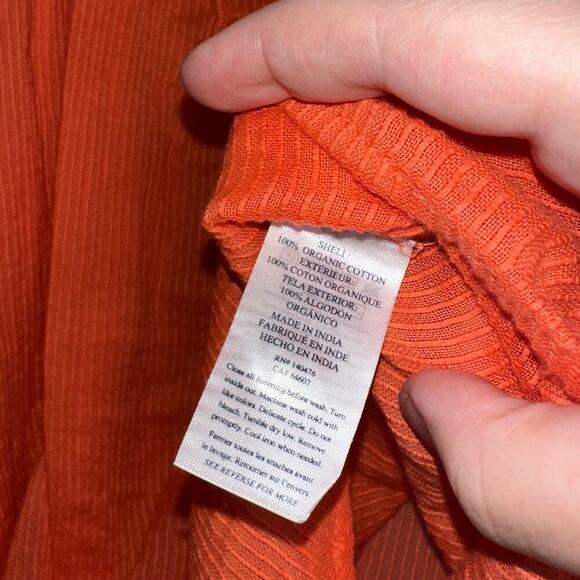 SHELL:
100% ORGANIC COTTON
EXTÉRIEUR:
100% COTON ORGANIQUE
TELA EXTERIOR:
100% ALGODÓN
ORGÁNICO
MADE IN INDIA
FABRIQUÉ EN INDE
HECHO EN INDIA
RN# 140476
CA# 64607
Close all fastening before wash. Turn
inside out. Machine wash cold with
like colors. Delicate cycle. Do not
bleach. Tumble dry low. Remove
promptly. Cool iron when needed.
Fermer toutes les attaches avant
le lavage. Retourner sur l'envers
SEE REVERSE FOR MORE